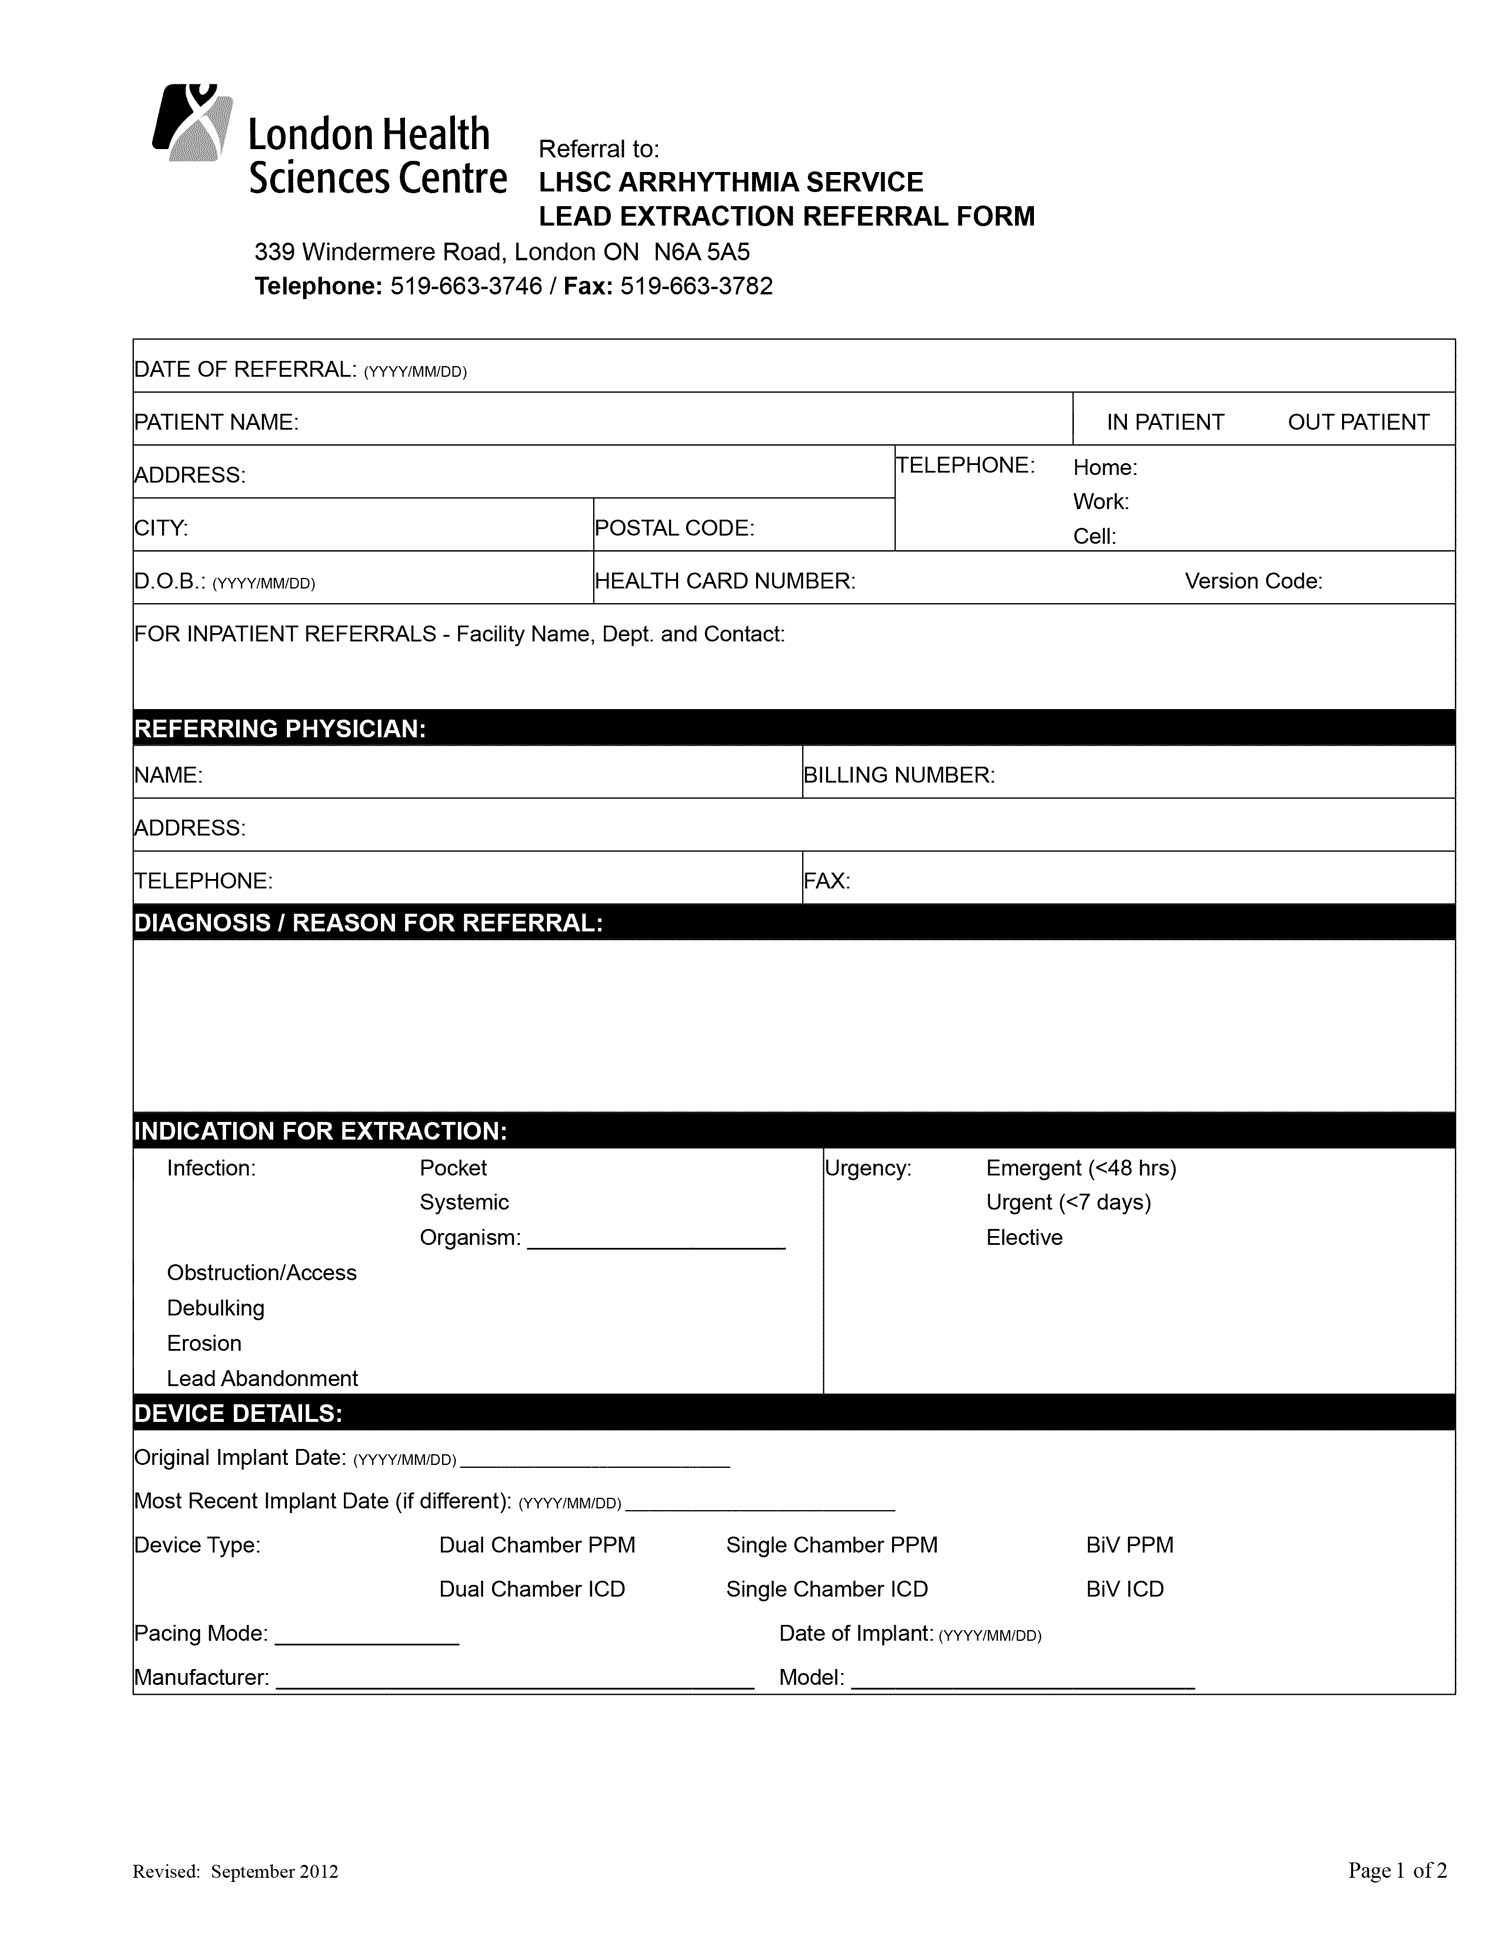 London Health
Sciences Centre
Referral to:
LHSC ARRHYTHMIA SERVICE
LEAD EXTRACTION REFERRAL FORM
339 Windermere Road, London ON  N6A 5A5
Telephone: 519-663-3746 / Fax: 519-663-3782
DATE OF REFERRAL: (YYYY/MM/DD)
PATIENT NAME: IN PATIENT OUT PATIENT
ADDRESS:
TELEPHONE: Home:
Work:
Cell:
CITY: POSTAL CODE:
D.O.B.: (YYYY/MM/DD) HEALTH CARD NUMBER: Version Code:
FOR INPATIENT REFERRALS - Facility Name, Dept. and Contact:
REFERRING PHYSICIAN:
NAME: BILLING NUMBER:
ADDRESS:
TELEPHONE: FAX:
DIAGNOSIS / REASON FOR REFERRAL:
INDICATION FOR EXTRACTION:
Infection: Pocket Urgency: Emergent (<48 hrs)
Systemic Urgent (<7 days)
Organism: ____________________ Elective
Obstruction/Access
Debulking
Erosion
Lead Abandonment
DEVICE DETAILS:
Original Implant Date: (YYYY/MM/DD) ____________________
Most Recent Implant Date (if different): (YYYY/MM/DD) ____________________
Device Type: Dual Chamber PPM Single Chamber PPM BiV PPM
Dual Chamber ICD Single Chamber ICD BiV ICD
Pacing Mode: _______________ Date of Implant: (YYYY/MM/DD)
Manufacturer: _______________________________________ Model: ____________________________
Revised:  September 2012 Page 1 of 2